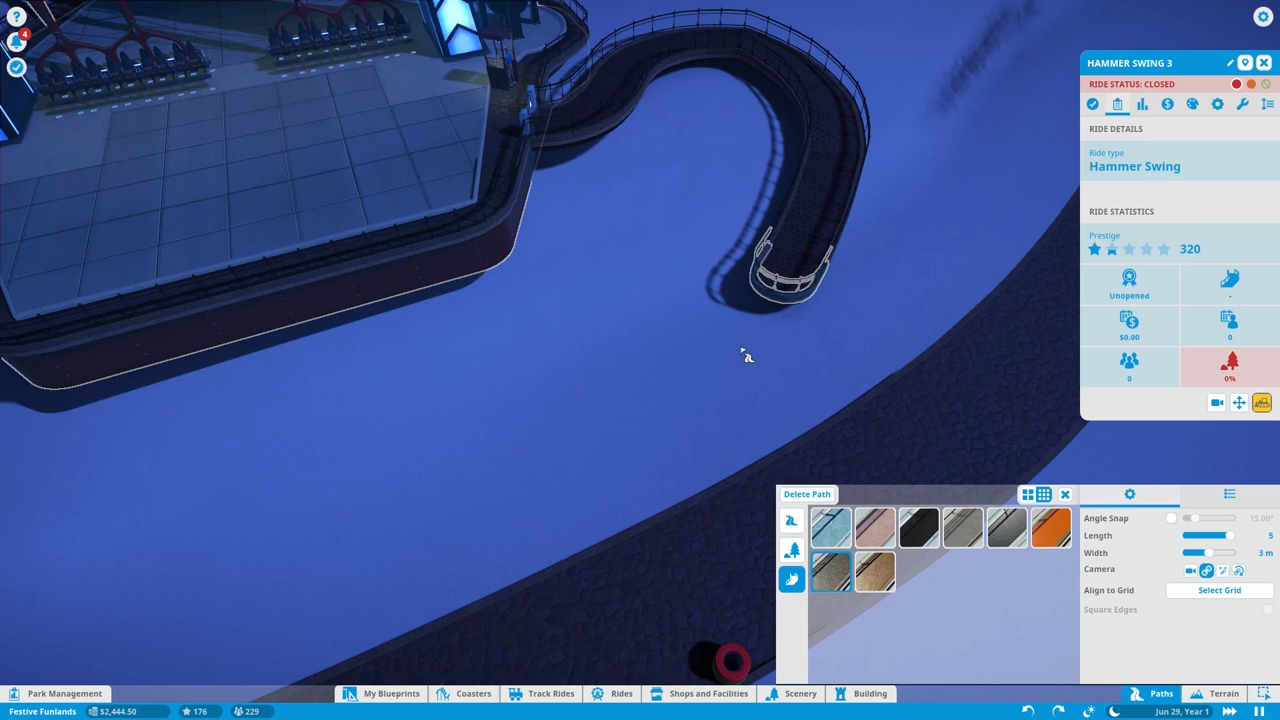 4
HAMMER SWING 3
RIDE STATUS: CLOSED
RIDE DETAILS
Ride type
Hammer Swing
RIDE STATISTICS
Prestige
320
Unopened
-
$0.00
0
0
0%
Delete Path
Angle Snap
15.00°
Length
5
Width
3 m
Camera
Align to Grid
Select Grid
Square Edges
Park Management
My Blueprints
Coasters
Track Rides
Rides
Shops and Facilities
Scenery
Building
Paths
Terrain
Festive Funlands
$2,444.50
176
229
Jun 29, Year 1